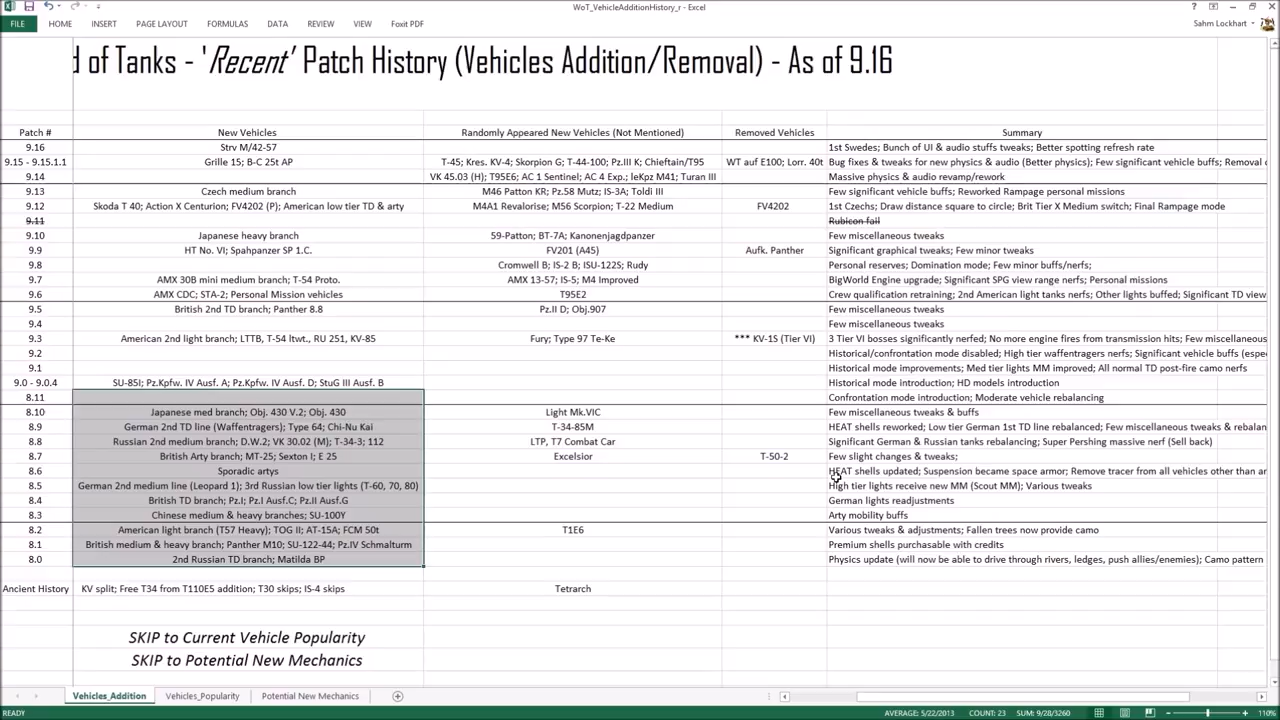 WoT_VehicleAdditionHistory_r - Excel
FILE HOME INSERT PAGE LAYOUT FORMULAS DATA REVIEW VIEW Foxit PDF Sahm Lockhart
d of Tanks - 'Recent' Patch History (Vehicles Addition/Removal) - As of 9.16
Patch # New Vehicles Randomly Appeared New Vehicles (Not Mentioned) Removed Vehicles Summary
9.16 Strv M/42-57 1st Swedes; Bunch of UI & audio stuffs tweaks; Better spotting refresh rate
9.15 - 9.15.1.1 Grille 15; B-C 25t AP T-45; Kres. KV-4; Skorpion G; T-44-100; Pz.III K; Chieftain/T95 WT auf E100; Lorr. 40t Bug fixes & tweaks for new physics & audio (Better physics); Few significant vehicle buffs; Removal
9.14 VK 45.03 (H); T95E6; AC 1 Sentinel; AC 4 Exp.; leKpz M41; Turan III Massive physics & audio revamp/rework
9.13 Czech medium branch M46 Patton KR; Pz.58 Mutz; IS-3A; Toldi III Few significant vehicle buffs; Reworked Rampage personal missions
9.12 Skoda T 40; Action X Centurion; FV4202 (P); American low tier TD & arty M4A1 Revalorise; M56 Scorpion; T-22 Medium FV4202 1st Czechs; Draw distance square to circle; Brit Tier X Medium switch; Final Rampage mode
9.11 Rubicon fail
9.10 Japanese heavy branch 59-Patton; BT-7A; Kanonenjagdpanzer Few miscellaneous tweaks
9.9 HT No. VI; Spahpanzer SP 1.C. FV201 (A45) Aufk. Panther Significant graphical tweaks; Few minor tweaks
9.8 Cromwell B; IS-2 B; ISU-122S; Rudy Personal reserves; Domination mode; Few minor buffs/nerfs;
9.7 AMX 30B mini medium branch; T-54 Proto. AMX 13-57; IS-5; M4 Improved BigWorld Engine upgrade; Significant SPG view range nerfs; Personal missions
9.6 AMX CDC; STA-2; Personal Mission vehicles T95E2 Crew qualification retraining; 2nd American light tanks nerfs; Other lights buffed; Significant TD view
9.5 British 2nd TD branch; Panther 8.8 Pz.II D; Obj.907 Few miscellaneous tweaks
9.4 Few miscellaneous tweaks
9.3 American 2nd light branch; LTTB, T-54 ltwt., RU 251, KV-85 Fury; Type 97 Te-Ke *** KV-1S (Tier VI) 3 Tier VI bosses significantly nerfed; No more engine fires from transmission hits; Few miscellaneous
9.2 Historical/confrontation mode disabled; High tier waffentragers nerfs; Significant vehicle buffs (espe
9.1 Historical mode improvements; Med tier lights MM improved; All normal TD post-fire camo nerfs
9.0 - 9.0.4 SU-85I; Pz.Kpfw. IV Ausf. A; Pz.Kpfw. IV Ausf. D; StuG III Ausf. B Historical mode introduction; HD models introduction
8.11 Confrontation mode introduction; Moderate vehicle rebalancing
8.10 Japanese med branch; Obj. 430 V.2; Obj. 430 Light Mk.VIC Few miscellaneous tweaks & buffs
8.9 German 2nd TD line (Waffentragers); Type 64; Chi-Nu Kai T-34-85M HEAT shells reworked; Low tier German 1st TD line rebalanced; Few miscellaneous tweaks & rebalan
8.8 Russian 2nd medium branch; D.W.2; VK 30.02 (M); T-34-3; 112 LTP, T7 Combat Car Significant German & Russian tanks rebalancing; Super Pershing massive nerf (Sell back)
8.7 British Arty branch; MT-25; Sexton I; E 25 Excelsior T-50-2 Few slight changes & tweaks;
8.6 Sporadic artys HEAT shells updated; Suspension became space armor; Remove tracer from all vehicles other than ar
8.5 German 2nd medium line (Leopard 1); 3rd Russian low tier lights (T-60, 70, 80) High tier lights receive new MM (Scout MM); Various tweaks
8.4 British TD branch; Pz.I; Pz.I Ausf.C; Pz.II Ausf.G German lights readjustments
8.3 Chinese medium & heavy branches; SU-100Y Arty mobility buffs
8.2 American light branch (T57 Heavy); TOG II; AT-15A; FCM 50t T1E6 Various tweaks & adjustments; Fallen trees now provide camo
8.1 British medium & heavy branch; Panther M10; SU-122-44; Pz.IV Schmalturm Premium shells purchasable with credits
8.0 2nd Russian TD branch; Matilda BP Physics update (will now be able to drive through rivers, ledges, push allies/enemies); Camo pattern
Ancient History KV split; Free T34 from T110E5 addition; T30 skips; IS-4 skips Tetrarch
SKIP to Current Vehicle Popularity
SKIP to Potential New Mechanics
Vehicles_Addition Vehicles_Popularity Potential New Mechanics
READY AVERAGE: 5/22/2013 COUNT: 23 SUM: 9/28/3260 110%